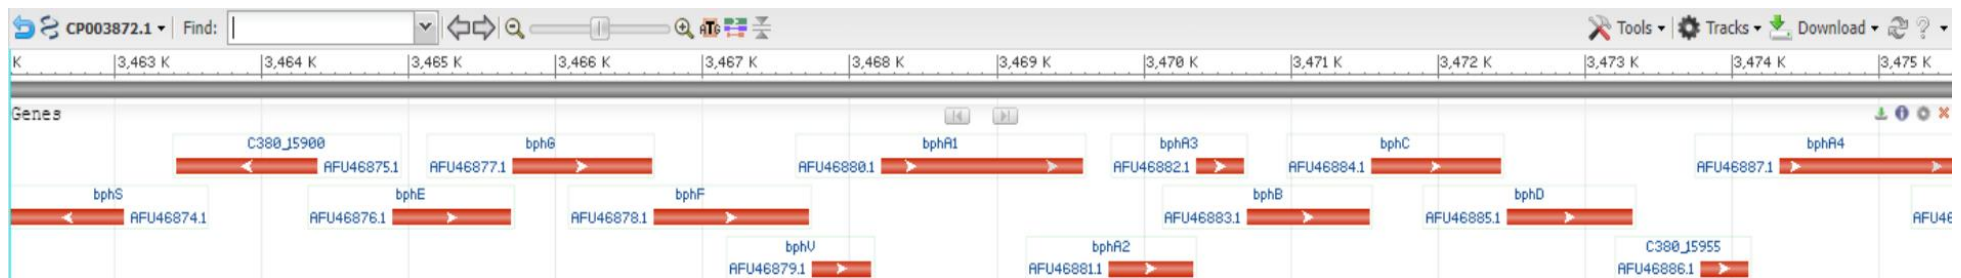 CP003872.1 Find: ATG Tools Tracks Download ?
K 3,463 K 3,464 K 3,465 K 3,466 K 3,467 K 3,468 K 3,469 K 3,470 K 3,471 K 3,472 K 3,473 K 3,474 K 3,475 K
Genes
C380_15900 bphG bphA1 bphA3 bphC bphA4
AFU46875.1 AFU46877.1 AFU46880.1 AFU46882.1 AFU46884.1 AFU46887.1
bphS bphE bphF bphB bphD
AFU46874.1 AFU46876.1 AFU46878.1 AFU46883.1 AFU46885.1 AFU46
bphU bphA2 C380_15955
AFU46879.1 AFU46881.1 AFU46886.1